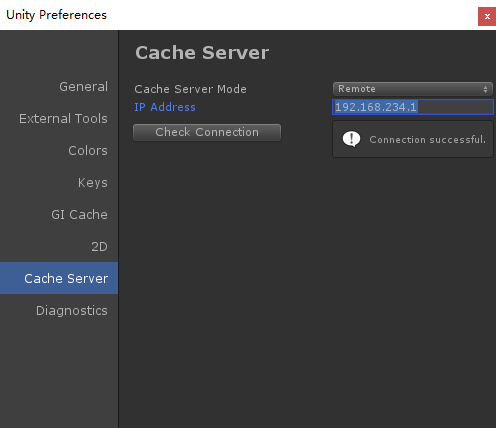 Unity Preferences
x
General
External Tools
Colors
Keys
GI Cache
2D
Cache Server
Diagnostics
Cache Server
Cache Server Mode
Remote
IP Address
192.168.234.1
Check Connection
Connection successful.